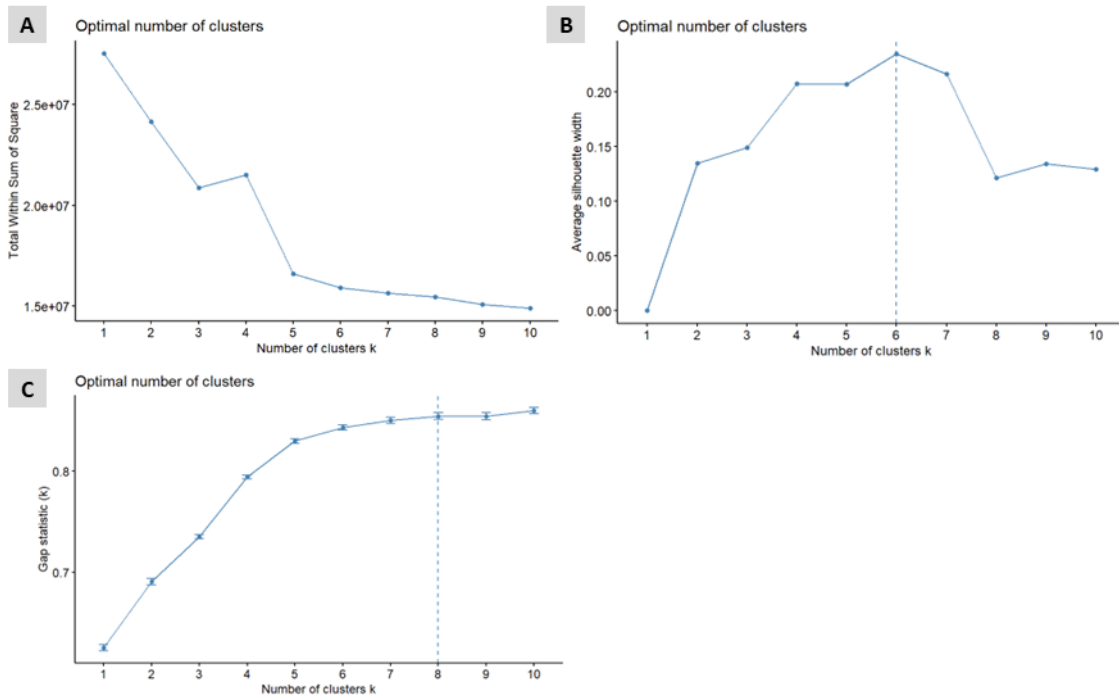 A
Optimal number of clusters
Total Within Sum of Square
2.5e+07
2.0e+07
1.5e+07
1 2 3 4 5 6 7 8 9 10
Number of clusters k
B
Optimal number of clusters
Average silhouette width
0.20
0.15
0.10
0.05
0.00
1 2 3 4 5 6 7 8 9 10
Number of clusters k
C
Optimal number of clusters
Gap statistic (k)
0.8
0.7
1 2 3 4 5 6 7 8 9 10
Number of clusters k